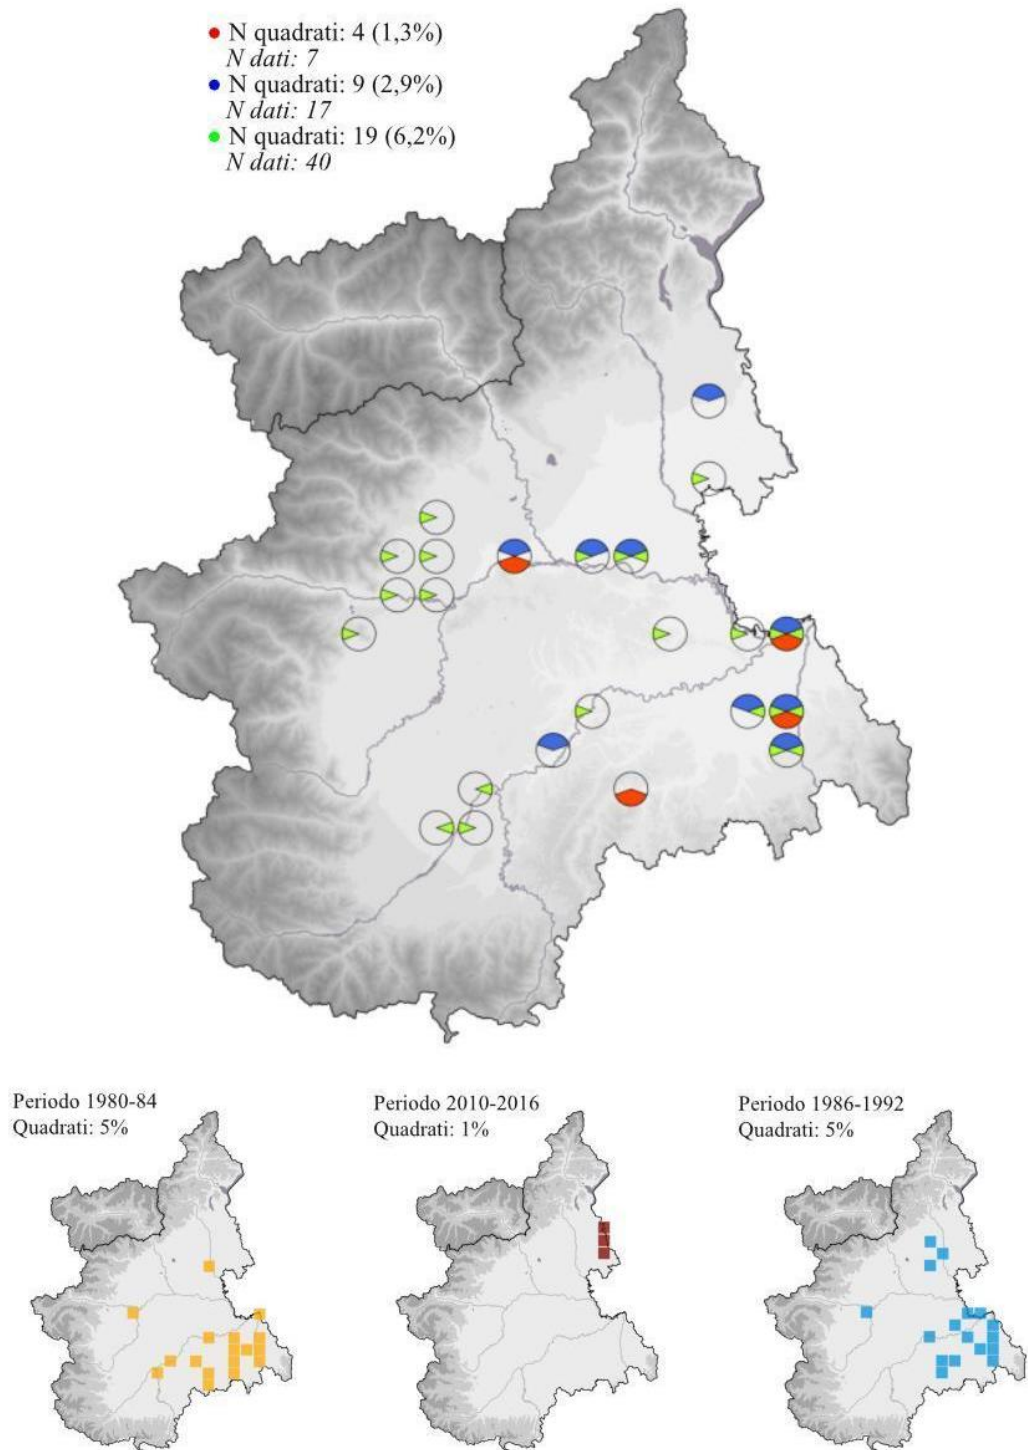 N quadrati: 4 (1,3%)
N dati: 7
N quadrati: 9 (2,9%)
N dati: 17
N quadrati: 19 (6,2%)
N dati: 40
Periodo 1980-84
Quadrati: 5%
Periodo 2010-2016
Quadrati: 1%
Periodo 1986-1992
Quadrati: 5%